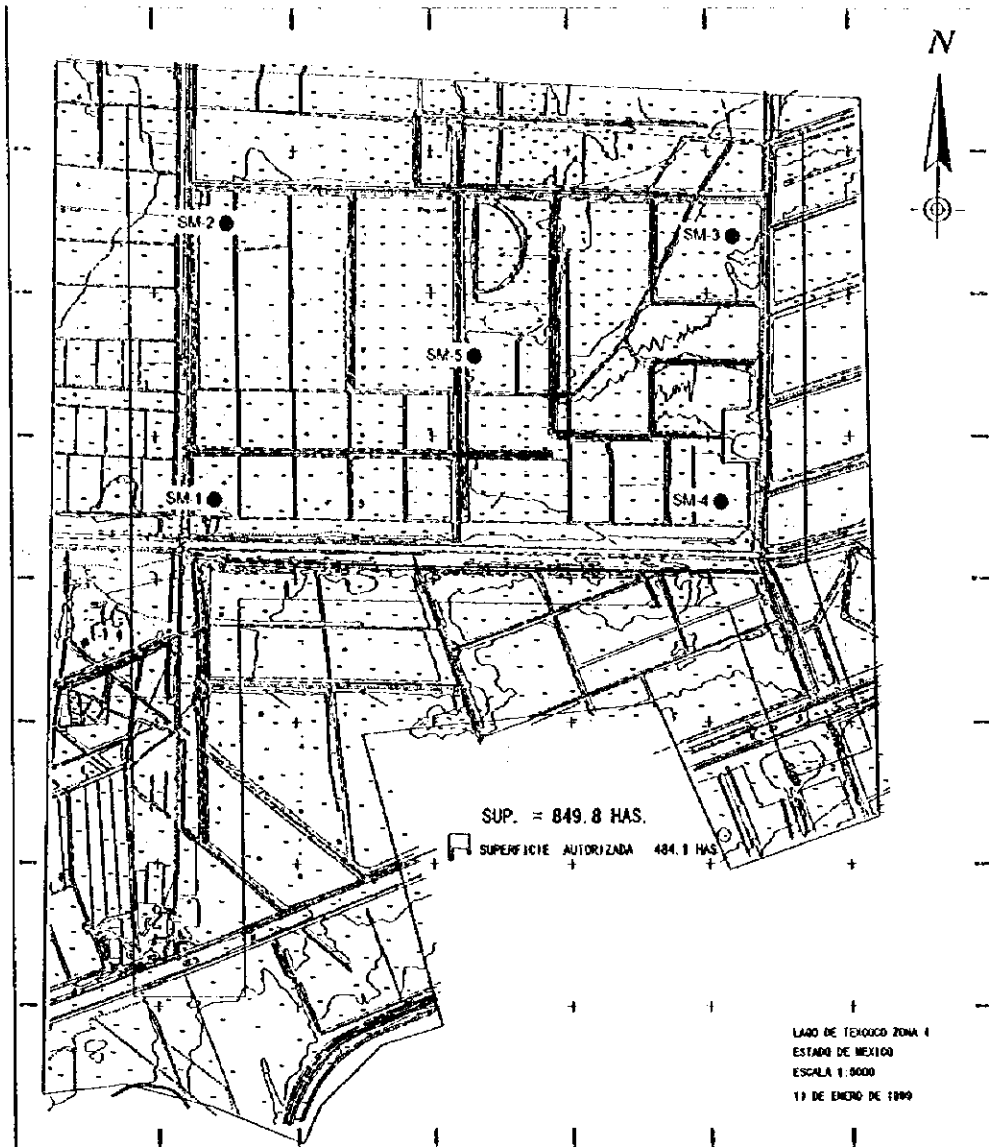 N
SM-2
SM-3
SM-5
SM-1
SM-4
SUP. = 849.8 HAS.
SUPERFICIE AUTORIZADA 484.1 HAS
LAGO DE TEXCOCO ZONA 4
ESTADO DE MEXICO
ESCALA 1:5000
11 DE ENERO DE 1999